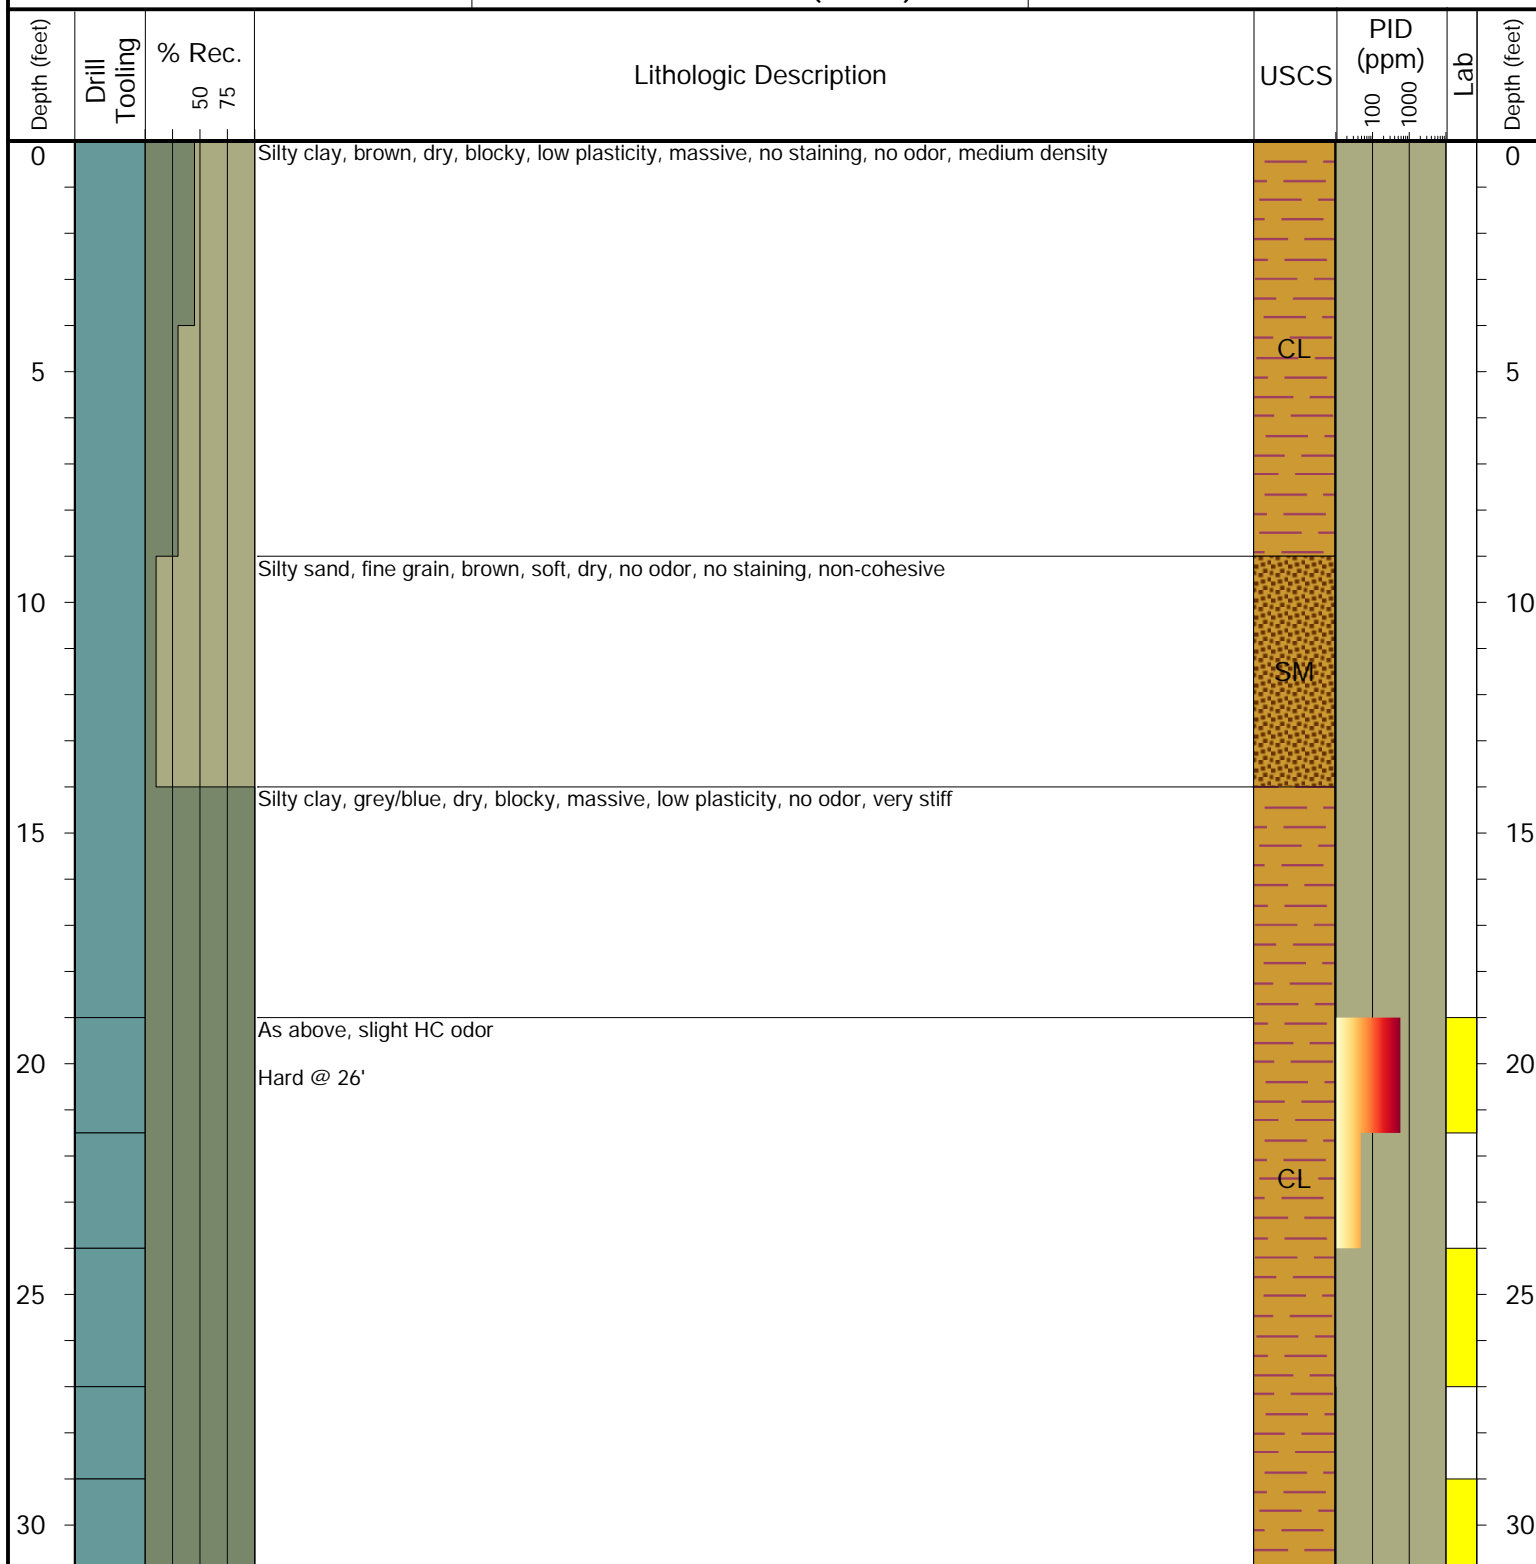 Depth (feet)
Drill
Tooling
% Rec.
50
75
Lithologic Description
USCS
PID
(ppm)
100
1000
Lab
Depth (feet)
0
Silty clay, brown, dry, blocky, low plasticity, massive, no staining, no odor, medium density
0
CL
5
5
Silty sand, fine grain, brown, soft, dry, no odor, no staining, non-cohesive
10
10
SM
Silty clay, grey/blue, dry, blocky, massive, low plasticity, no odor, very stiff
15
15
As above, slight HC odor
20
20
Hard @ 26'
CL
25
25
30
30